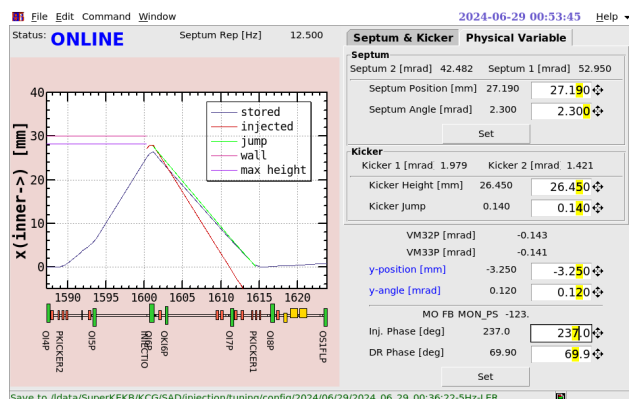 File Edit Command Window 2024-06-29 00:53:45 Help
Status: ONLINE Septum Rep [Hz] 12.500
Septum & Kicker Physical Variable
Septum
Septum 2 [mrad] 42.482 Septum 1 [mrad] 52.950
Septum Position [mm] 27.190 27.190
Septum Angle [mrad] 2.300 2.300
Set
Kicker
Kicker 1 [mrad 1.979 Kicker 2 [mrad 1.421
Kicker Height [mm] 26.450 26.450
Kicker Jump 0.140 0.140
VM32P [mrad] -0.143
VM33P [mrad] -0.141
y-position [mm] -3.250 -3.250
y-angle [mrad] 0.120 0.120
MO FB MON_PS -123.
Inj. Phase [deg] 237.0 237.0
DR Phase [deg] 69.90 69.9
Set
x(inner->) [mm]
40
30
20
10
0
stored
injected
jump
wall
max height
1590 1595 1600 1605 1610 1615 1620
QI4P PKICKER2 QI5P INJECTIO QKI6P QI7P PKICKER1 QI8P QS1FLP
Save to /ldata/SuperKEKB/KCG/SAD/injection/tuning/config/2024/06/29/2024_06_29_00:36:22-5Hz-LER